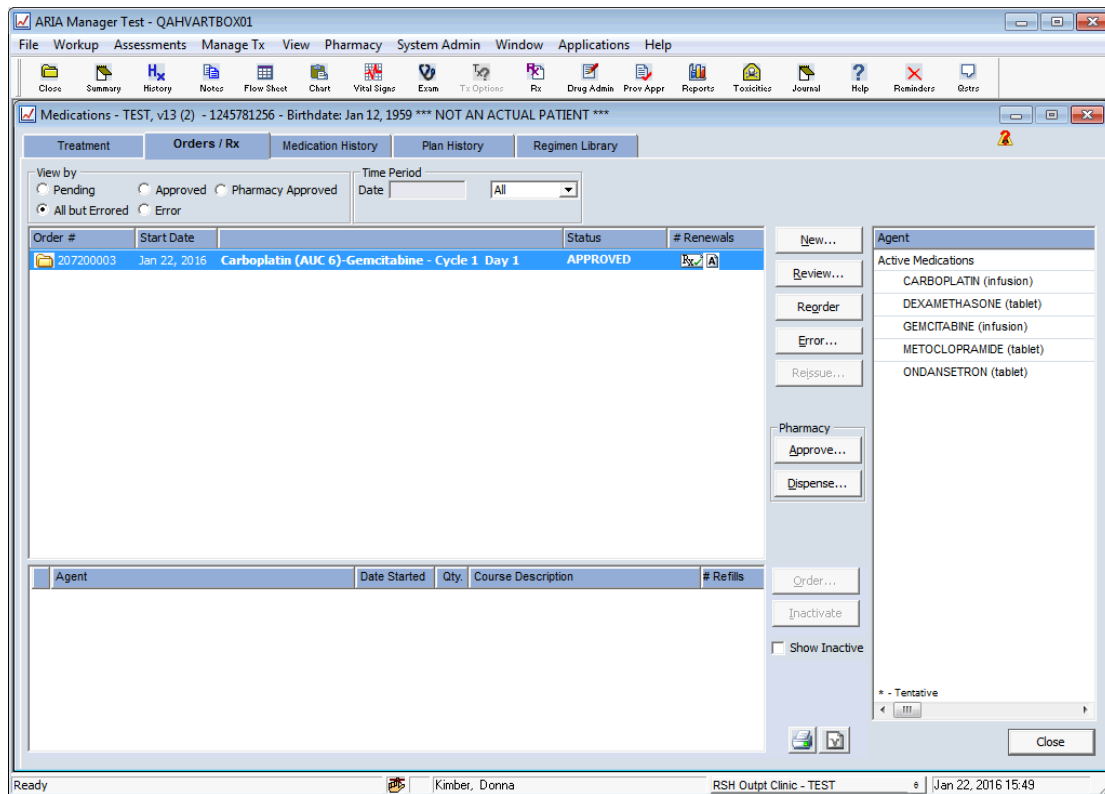 ARIA Manager Test - QAHVARTBOX01
File Workup Assessments Manage Tx View Pharmacy System Admin Window Applications Help
Close Summary History Notes Flow Sheet Chart Vital Signs Exam Tx Options Rx Drug Admin Prov Appr Reports Toxicities Journal Help Reminders Qstrs
Medications - TEST, v13 (2) - 1245781256 - Birthdate: Jan 12, 1959 *** NOT AN ACTUAL PATIENT ***
Treatment Orders / Rx Medication History Plan History Regimen Library
View by Time Period
Pending Approved Pharmacy Approved Date All
All but Errored Error
Order # Start Date Status # Renewals
207200003 Jan 22, 2016 Carboplatin (AUC 6)-Gemcitabine - Cycle 1 Day 1 APPROVED
New...
Review...
Reorder
Error...
Reissue...
Pharmacy
Approve...
Dispense...
Agent
Active Medications
CARBOPLATIN (infusion)
DEXAMETHASONE (tablet)
GEMCITABINE (infusion)
METOCLOPRAMIDE (tablet)
ONDANSETRON (tablet)
Agent Date Started Qty. Course Description # Refills
Order...
Inactivate
Show Inactive
* - Tentative
Close
Ready Kimber, Donna RSH Outpt Clinic - TEST Jan 22, 2016 15:49